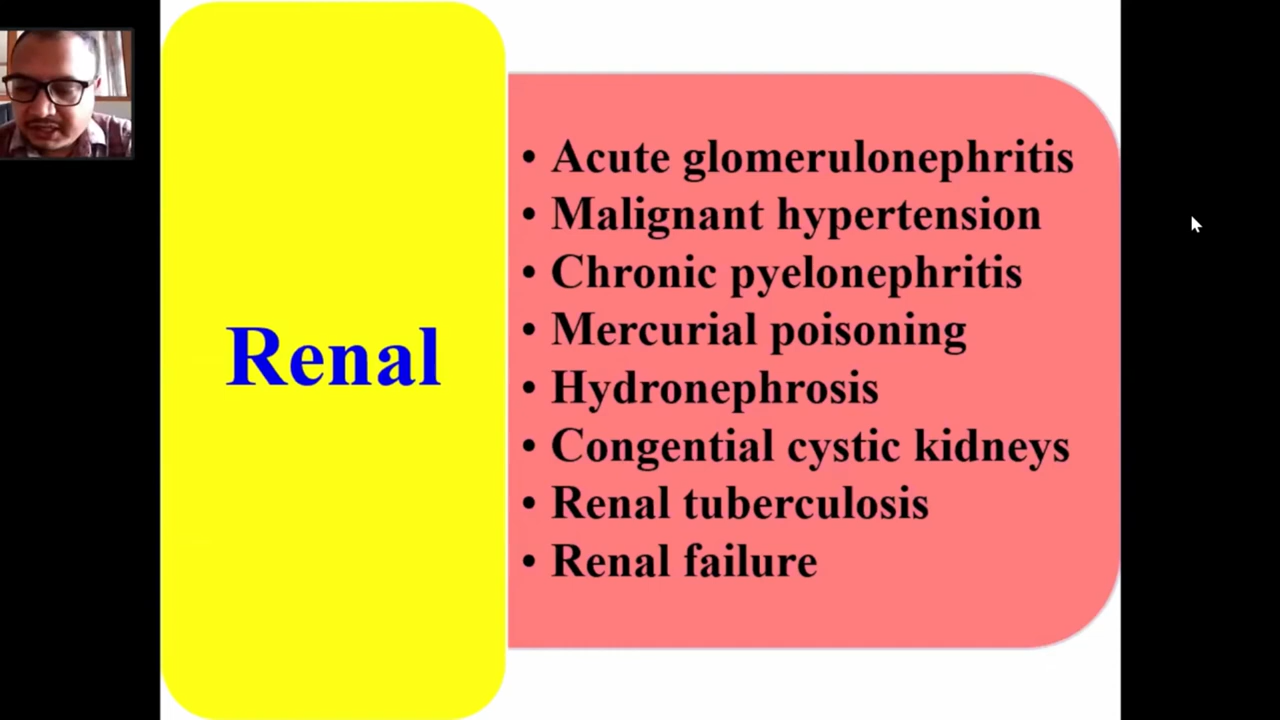 Renal
• Acute glomerulonephritis
• Malignant hypertension
• Chronic pyelonephritis
• Mercurial poisoning
• Hydronephrosis
• Congential cystic kidneys
• Renal tuberculosis
• Renal failure